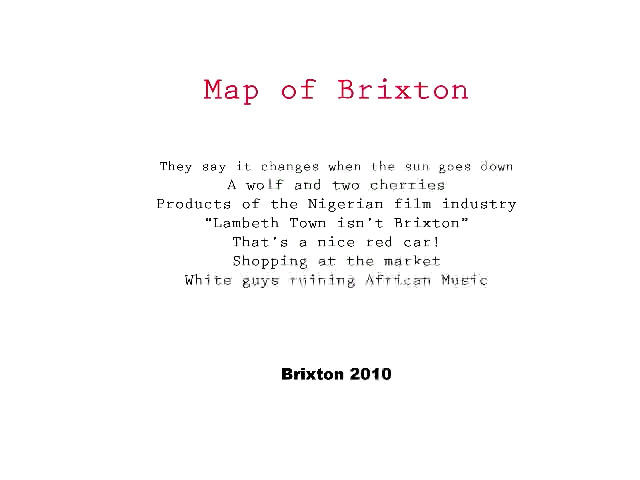 Map of Brixton
They say it changes when the sun goes down
A wolf and two cherries
Products of the Nigerian film industry
“Lambeth Town isn't Brixton”
That's a nice red car!
Shopping at the market
White guys ruining African Music
Brixton 2010